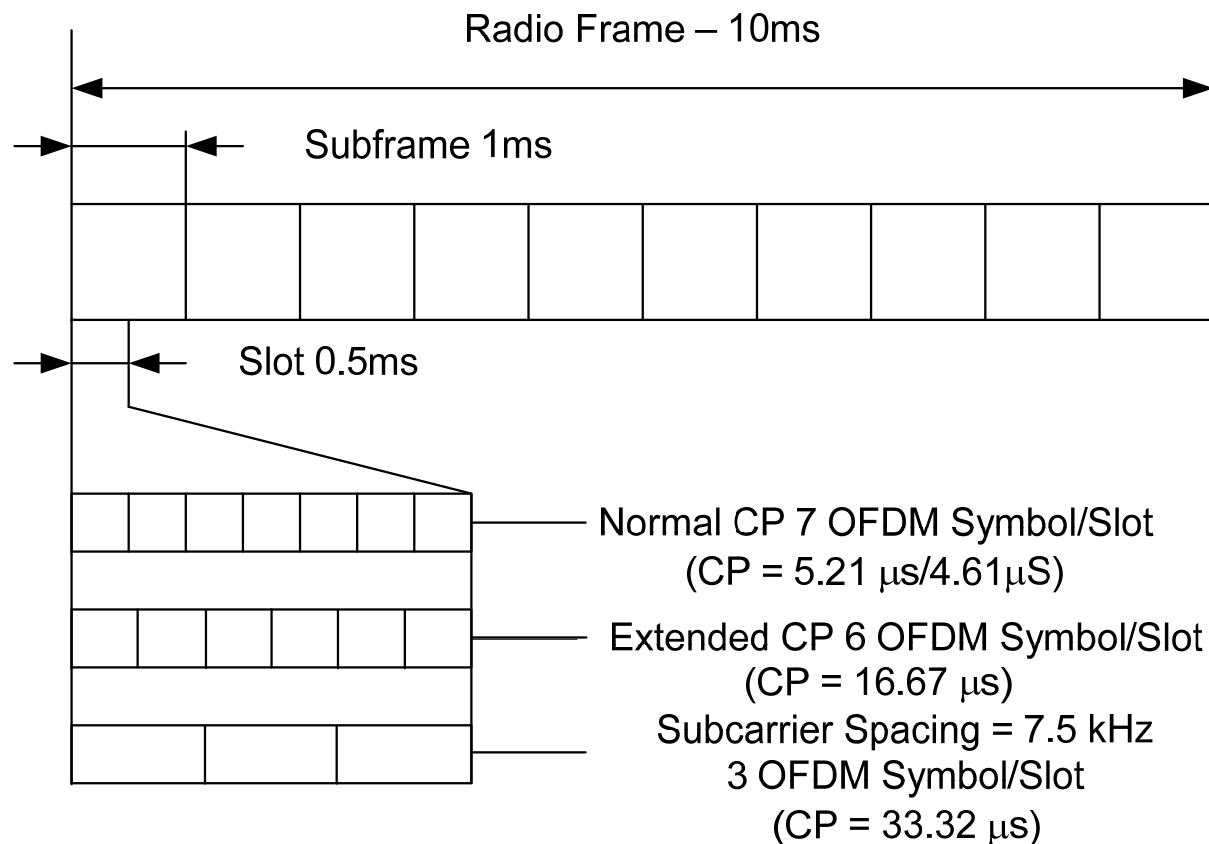 Radio Frame – 10ms
Subframe 1ms
Slot 0.5ms
Normal CP 7 OFDM Symbol/Slot
(CP = 5.21 μs/4.61μS)
Extended CP 6 OFDM Symbol/Slot
(CP = 16.67 μs)
Subcarrier Spacing = 7.5 kHz
3 OFDM Symbol/Slot
(CP = 33.32 μs)